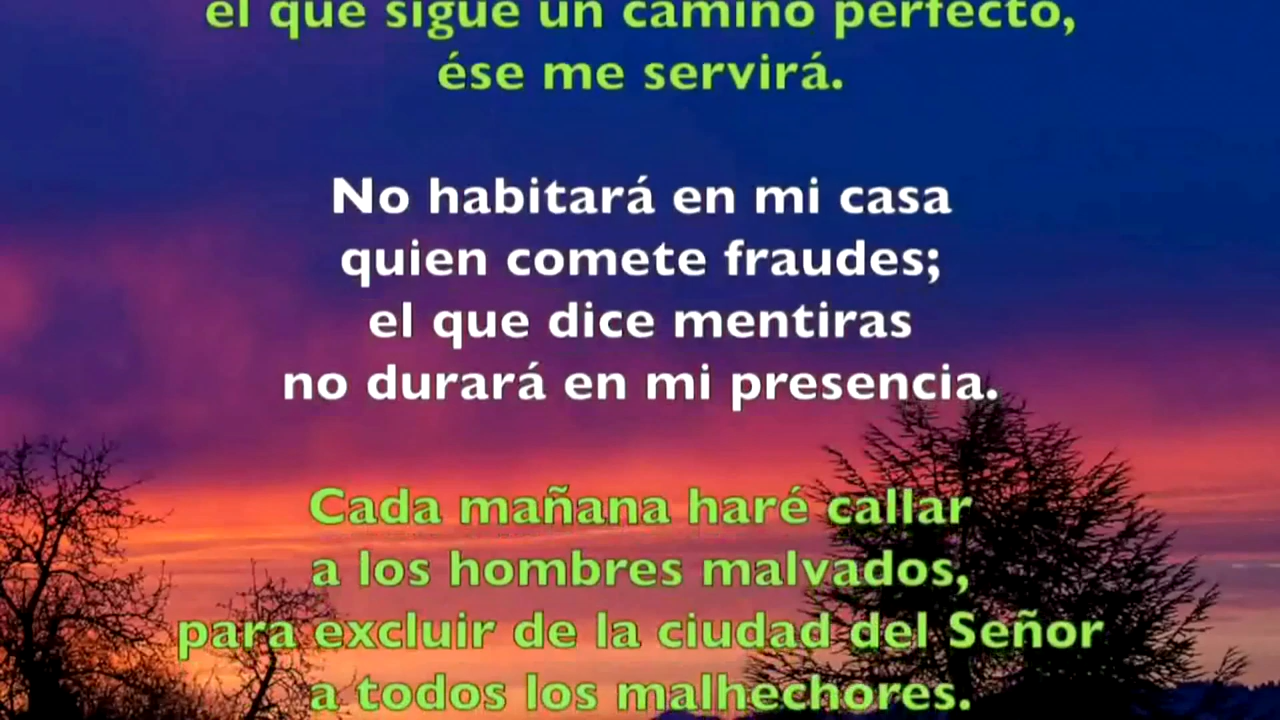 el que sigue un camino perfecto,
ése me servirá.
No habitará en mi casa
quien comete fraudes;
el que dice mentiras
no durará en mi presencia.
Cada mañana haré callar
a los hombres malvados,
para excluir de la ciudad del Señor
a todos los malhechores.